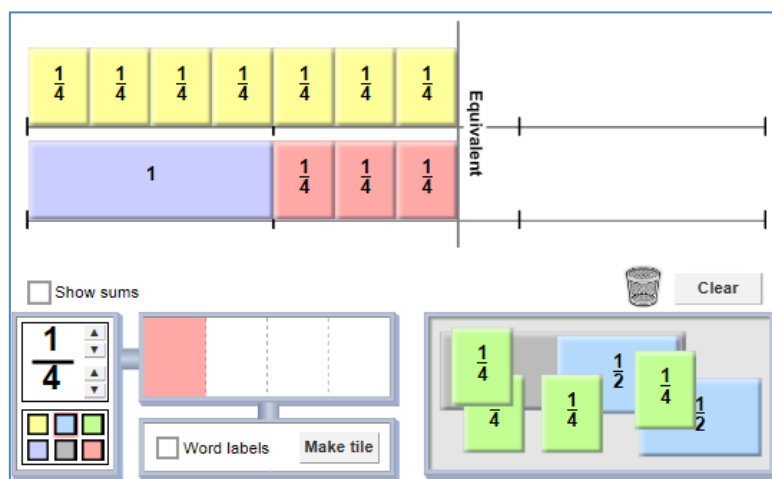 1/4 1/4 1/4 1/4 1/4 1/4 1/4
Equivalent
1 1/4 1/4 1/4
Show sums
Clear
1/4
Word labels
Make tile
1/4 1/2 1/4
/4 1/4 1/2